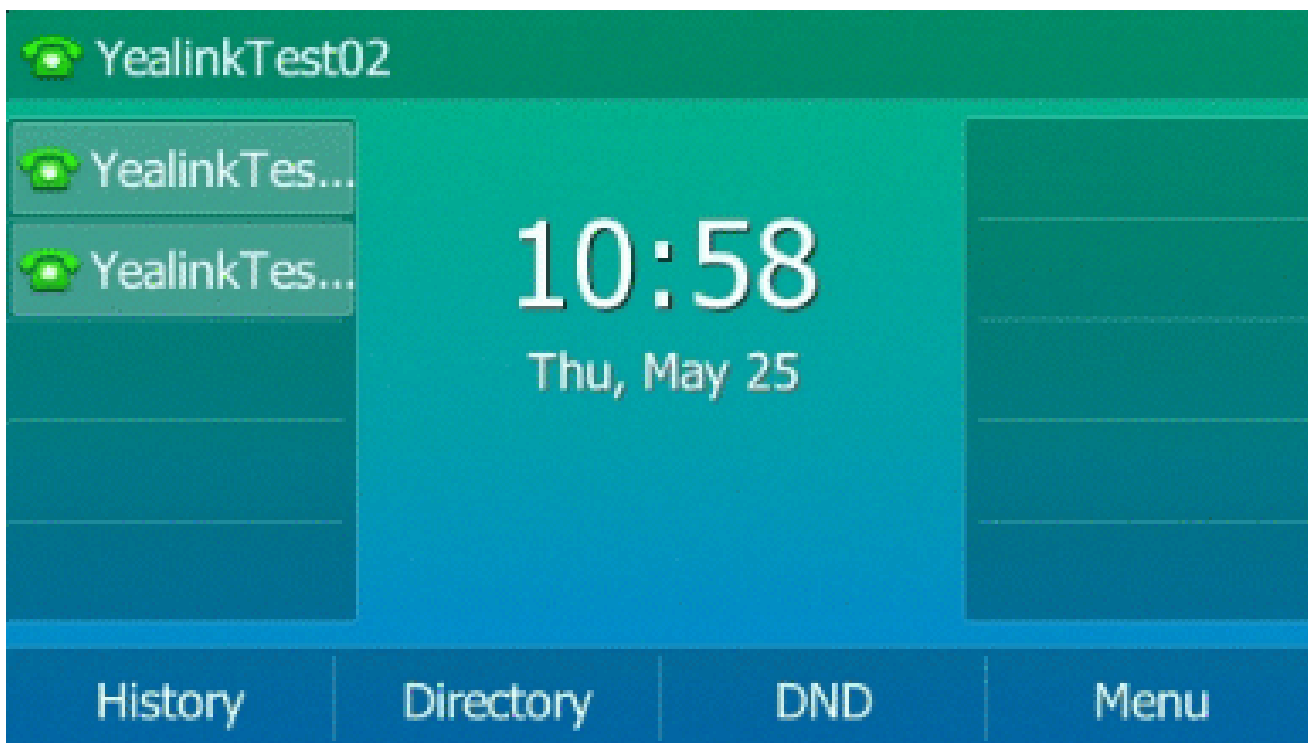 YealinkTest02
YealinkTes...
YealinkTes...
10:58
Thu, May 25
History Directory DND Menu